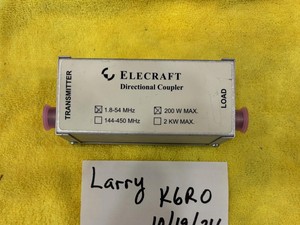 ELECRAFT
Directional Coupler
TRANSMITTER
☒ 1.8-54 MHz
☒ 200 W MAX.
☐ 144-450 MHz
☐ 2 KW MAX.
LOAD
Larry K6RO
10/19/24